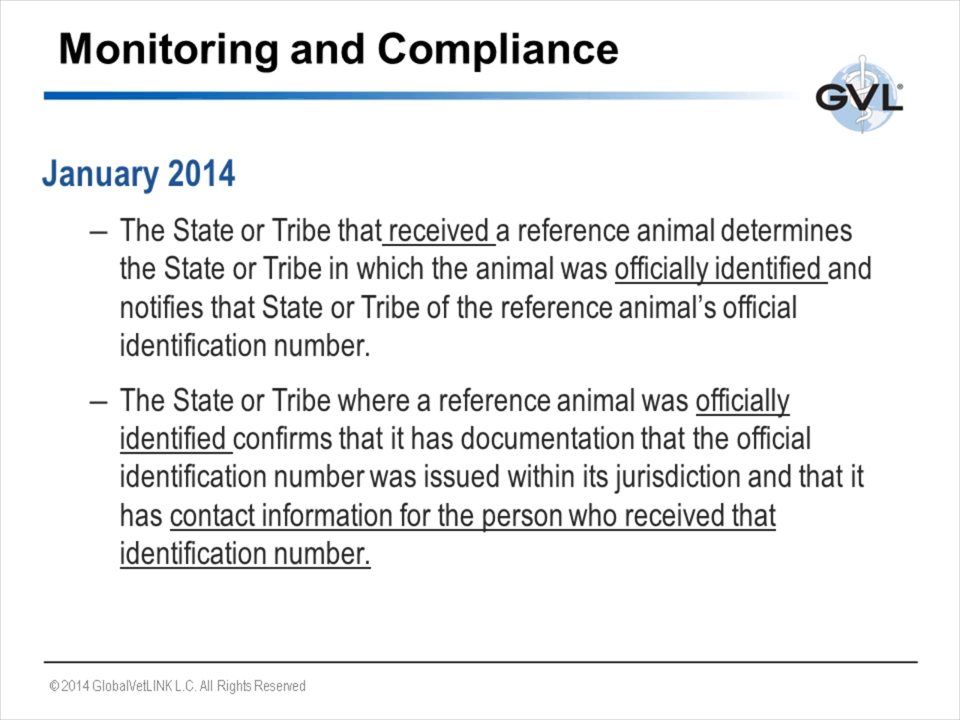 Monitoring and Compliance
GVL®
January 2014
– The State or Tribe that received a reference animal determines
the State or Tribe in which the animal was officially identified and
notifies that State or Tribe of the reference animal’s official
identification number.
– The State or Tribe where a reference animal was officially
identified confirms that it has documentation that the official
identification number was issued within its jurisdiction and that it
has contact information for the person who received that
identification number.
© 2014 GlobalVetLINK L.C. All Rights Reserved